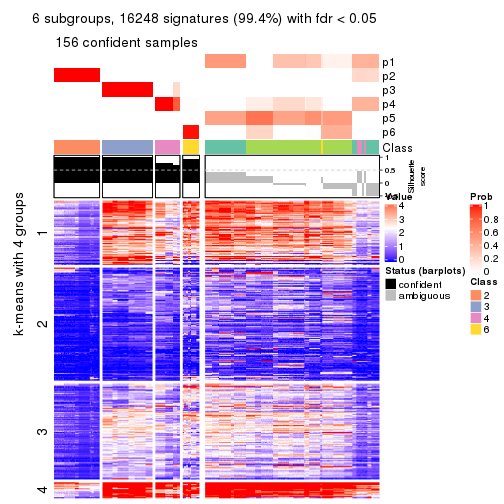 6 subgroups, 16248 signatures (99.4%) with fdr < 0.05
156 confident samples
p1
p2
p3
p4
p5
p6
Class
1
0.5
0
Silhouette
score
k-means with 4 groups
1
2
3
4
Value
4
3
2
1
0
Status (barplots)
confident
ambiguous
Prob
1
0.8
0.6
0.4
0.2
0
Class
2
3
4
6